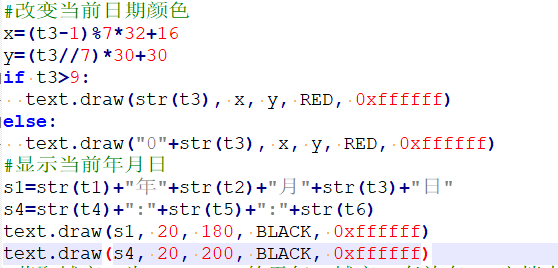 #改变当前日期颜色
x=(t3-1)%7*32+16
y=(t3//7)*30+30
if t3>9:
  text.draw(str(t3), x, y, RED, 0xffffff)
else:
  text.draw("0"+str(t3), x, y, RED, 0xffffff)
#显示当前年月日
s1=str(t1)+"年"+str(t2)+"月"+str(t3)+"日"
s4=str(t4)+":"+str(t5)+":"+str(t6)
text.draw(s1, 20, 180, BLACK, 0xffffff)
text.draw(s4, 20, 200, BLACK, 0xffffff)